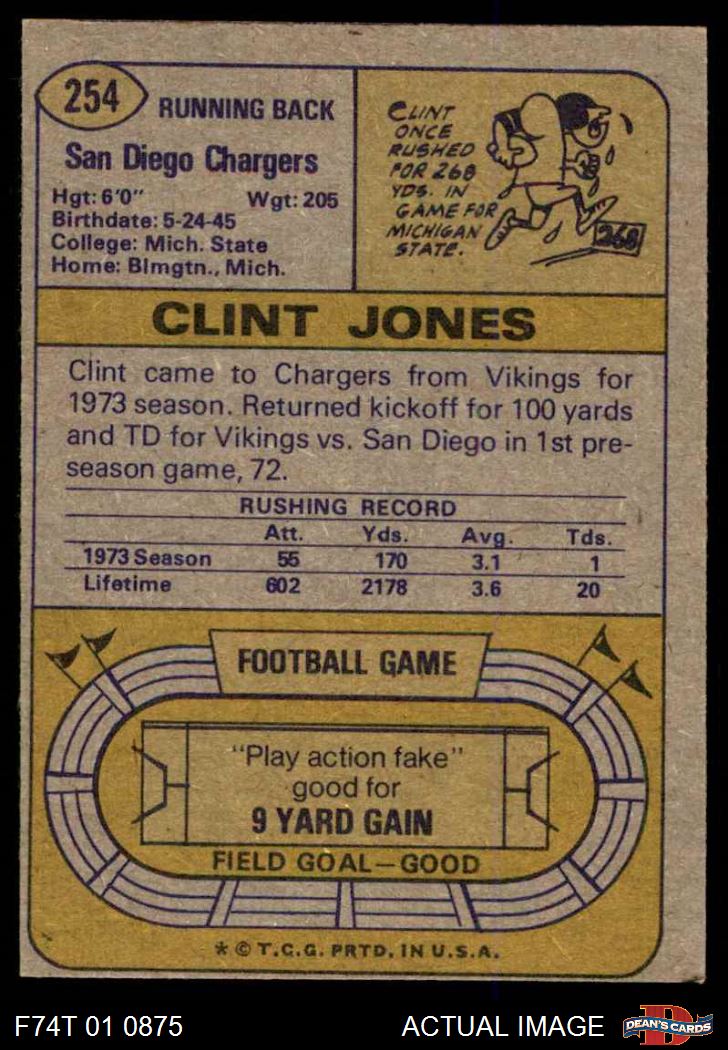 254
RUNNING BACK
San Diego Chargers
Hgt: 6'0" Wgt: 205
Birthdate: 5-24-45
College: Mich. State
Home: Blmgtn., Mich.
CLINT
ONCE
RUSHED
FOR 268
YDS. IN
GAME FOR
MICHIGAN
STATE.
268
CLINT JONES
Clint came to Chargers from Vikings for
1973 season. Returned kickoff for 100 yards
and TD for Vikings vs. San Diego in 1st pre-
season game, 72.
RUSHING RECORD
Att. Yds. Avg. Tds.
1973 Season 55 170 3.1 1
Lifetime 602 2178 3.6 20
FOOTBALL GAME
"Play action fake"
good for
9 YARD GAIN
FIELD GOAL—GOOD
* © T.C.G. PRTD. IN U.S.A.
F74T 01 0875 ACTUAL IMAGE
D
DEAN'S CARDS